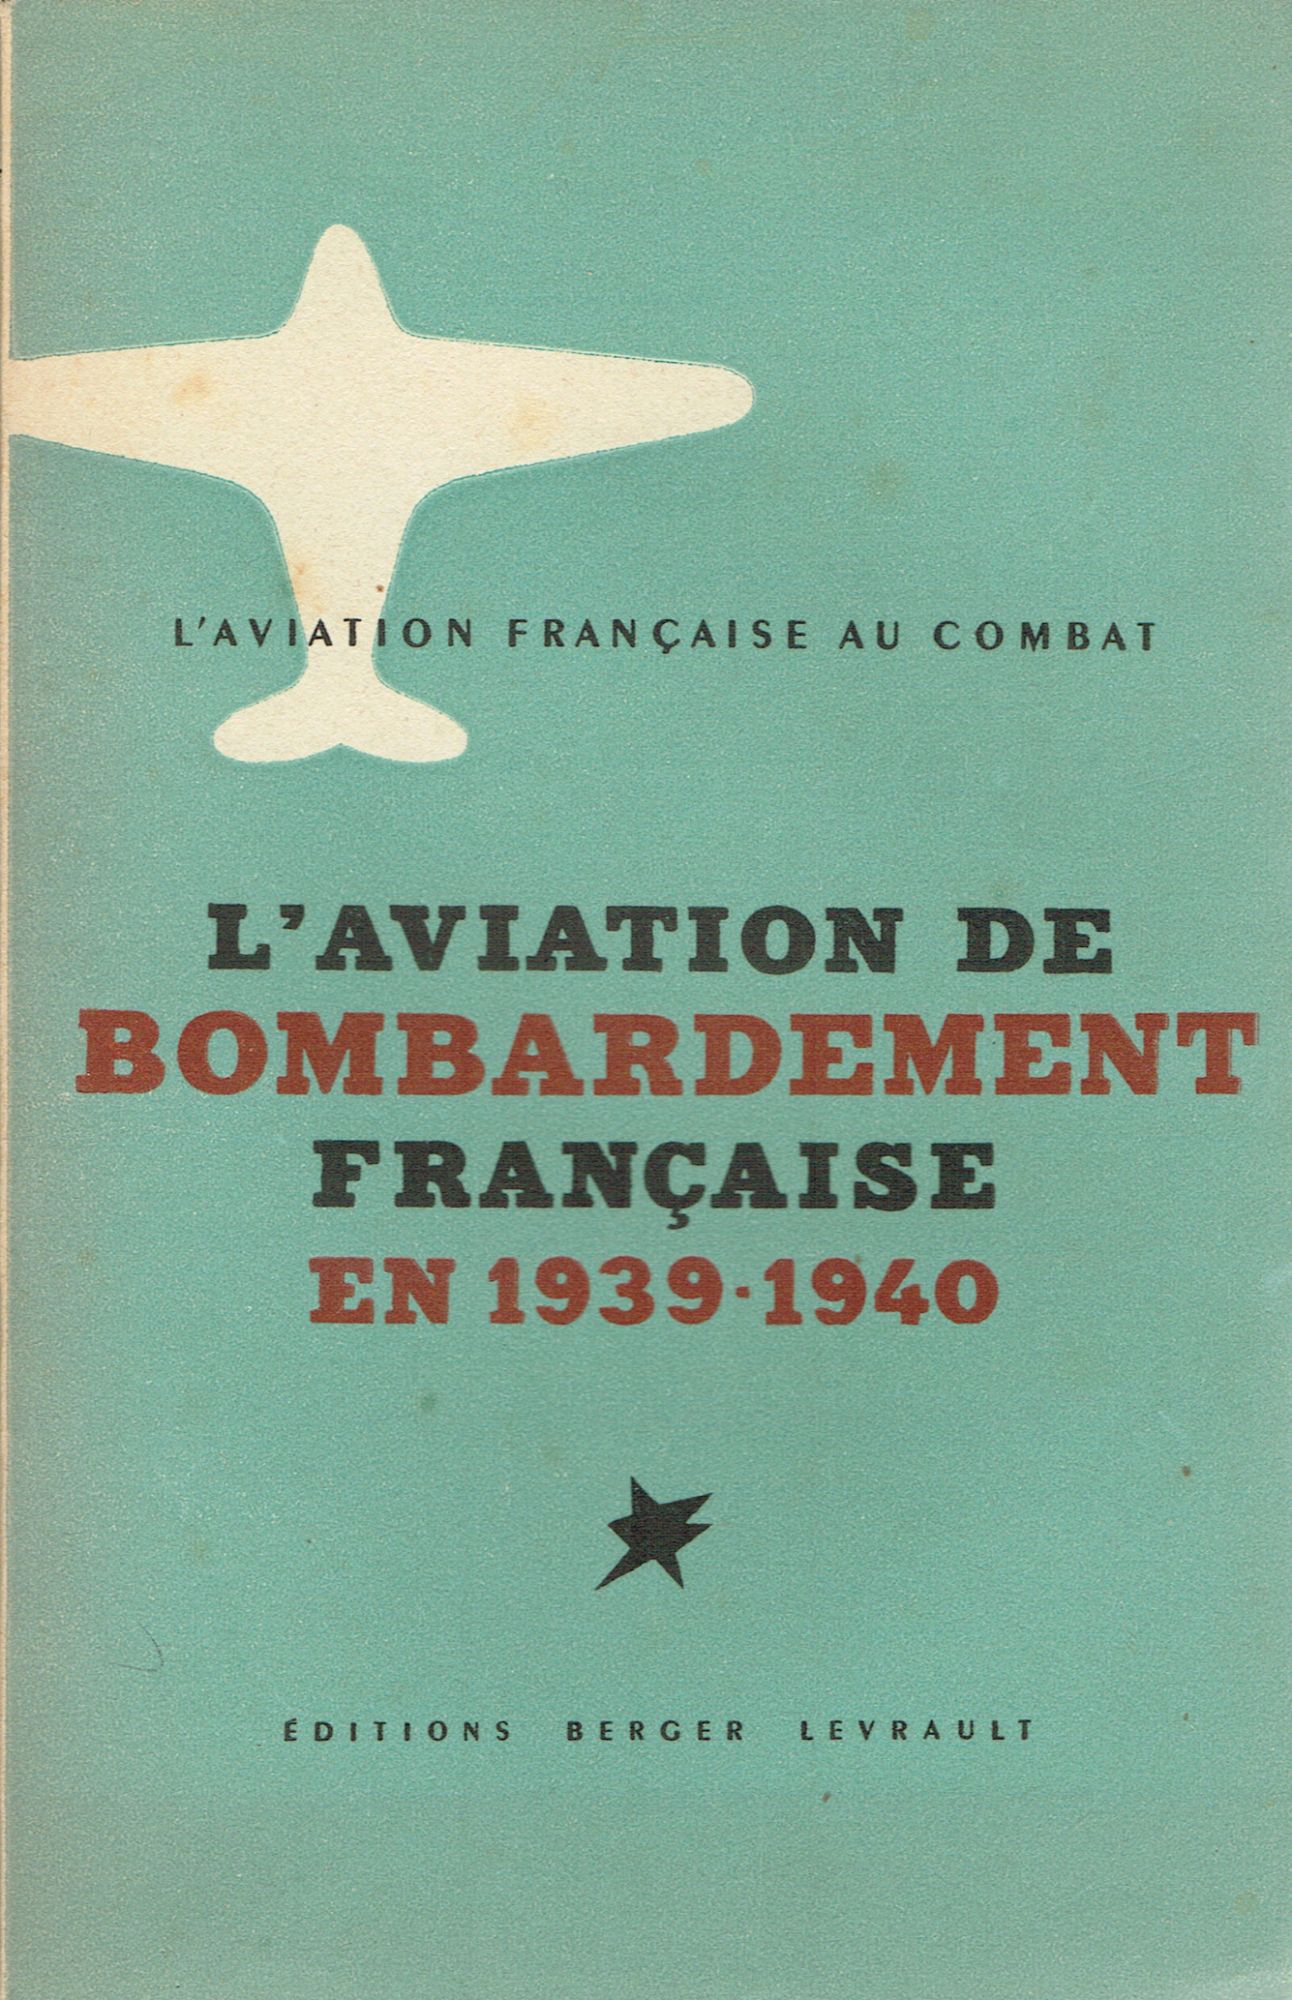 L'AVIATION FRANÇAISE AU COMBAT
L'AVIATION DE
BOMBARDEMENT
FRANÇAISE
EN 1939-1940
ÉDITIONS BERGER LEVRAULT